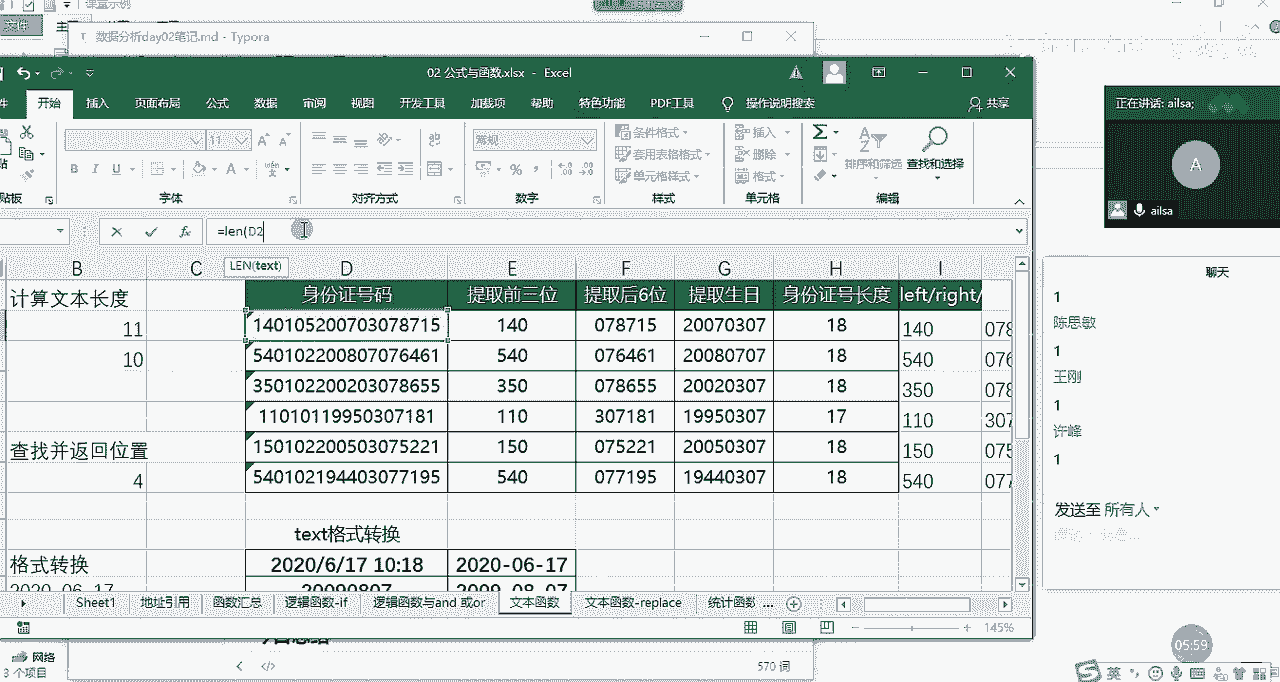 课堂示例
文件
数据分析day02笔记.md - Typora
02 公式与函数.xlsx - Excel
正在讲话: ailsa;
开始 插入 页面布局 公式 数据 审阅 视图 开发工具 加载项 帮助 特色功能 PDF工具 操作说明搜索 共享
11 常规 条件格式 套用表格格式 单元格样式 插入 删除 格式 排序和筛选 查找和选择
字体 对齐方式 数字 样式 单元格 编辑
A
ailsa
=len(D2
LEN(text)
B C D E F G H I
计算文本长度 身份证号码 提取前三位 提取后6位 提取生日 身份证号长度 left/right/
11 140105200703078715 140 078715 20070307 18 140 078
10 540102200807076461 540 076461 20080707 18 540 076
350102200203078655 350 078655 20020307 18 350 078
11010119950307181 110 307181 19950307 17 110 307
查找并返回位置 150102200503075221 150 075221 20050307 18 150 075
4 540102194403077195 540 077195 19440307 18 540 077
text格式转换
格式转换 2020/6/17 10:18 2020-06-17
2020-06-17 20090807 2009-08-07
Sheet1 地址引用 函数汇总 逻辑函数-if 逻辑函数与and 或or 文本函数 文本函数-replace 统计函数 ...
145%
聊天
1
陈思敏
1
王刚
1
许峰
1
发送至 所有人
05:59
网络
3 个项目
570 词
英